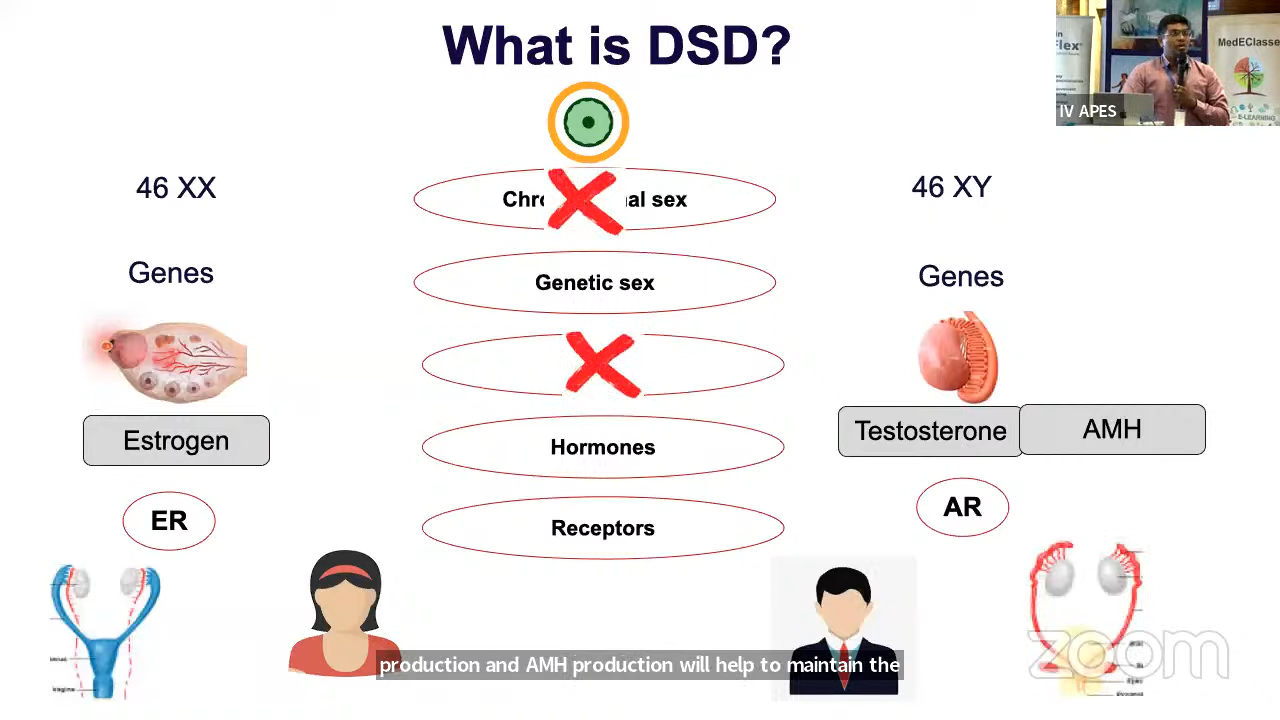 What is DSD?
MedEClasse
IV APES
E-LEARNING
46 XX
46 XY
Chr
al sex
Genes
Genetic sex
Genes
Estrogen
Hormones
Testosterone
AMH
ER
Receptors
AR
production and AMH production will help to maintain the
zoom